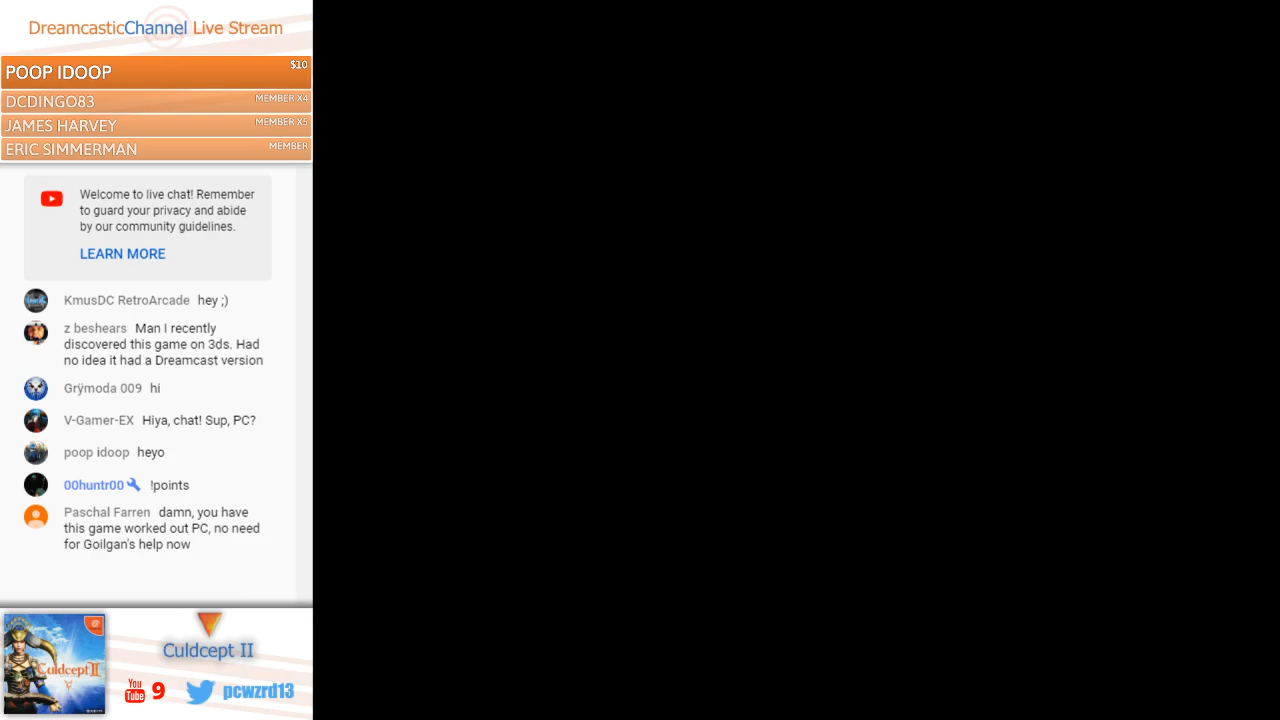 DreamcasticChannel Live Stream
POOP IDOOP $10
DCDINGO83 MEMBER X4
JAMES HARVEY MEMBER X5
ERIC SIMMERMAN MEMBER
Welcome to live chat! Remember
to guard your privacy and abide
by our community guidelines.
LEARN MORE
KmusDC RetroArcade hey ;)
z beshears Man I recently
discovered this game on 3ds. Had
no idea it had a Dreamcast version
Grÿmoda 009 hi
V-Gamer-EX Hiya, chat! Sup, PC?
poop idoop heyo
00huntr00 !points
Paschal Farren damn, you have
this game worked out PC, no need
for Goilgan's help now
Culdcept II
Culdcept II
You
Tube 9
pcwzrd13